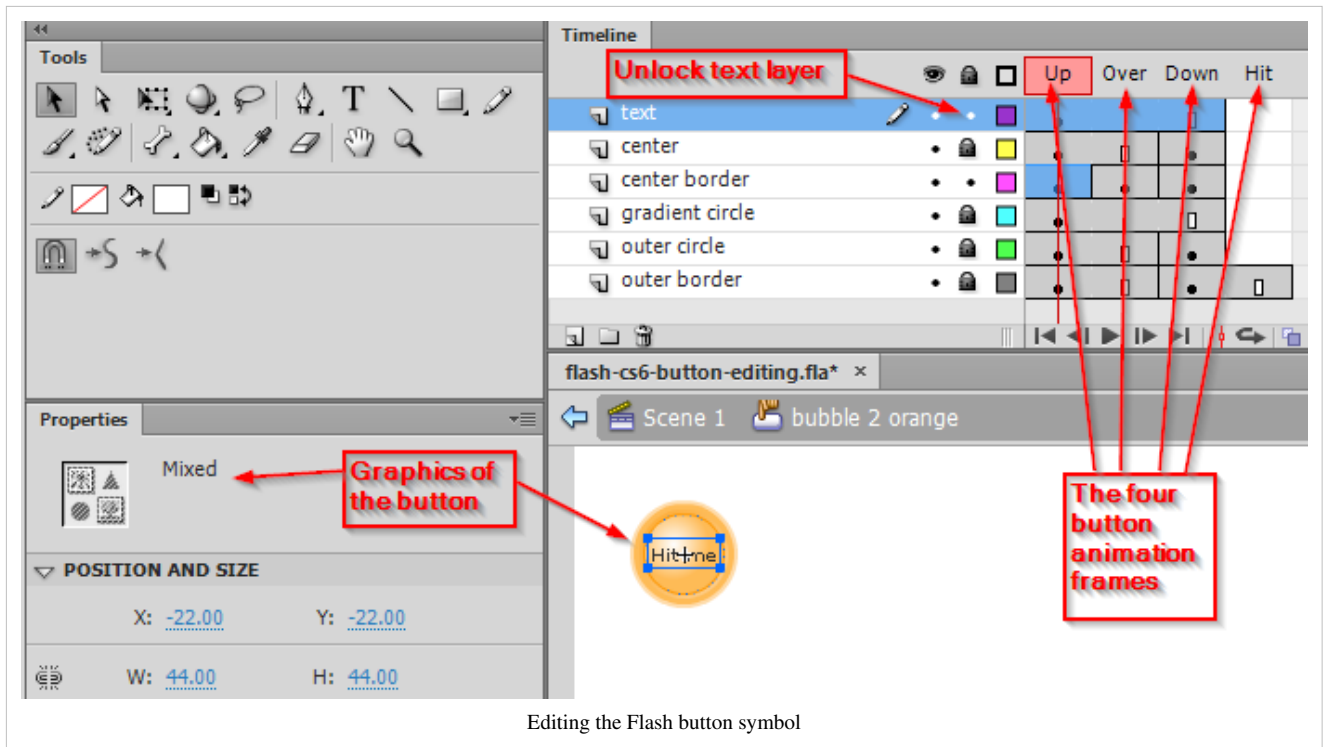 Tools
Timeline
Unlock text layer
Up Over Down Hit
text
center
center border
gradient circle
outer circle
outer border
flash-cs6-button-editing.fla* ×
Scene 1 bubble 2 orange
Properties
Mixed
Graphics of
the button
POSITION AND SIZE
X: -22.00 Y: -22.00
W: 44.00 H: 44.00
Hit me
The four
button
animation
frames
Editing the Flash button symbol